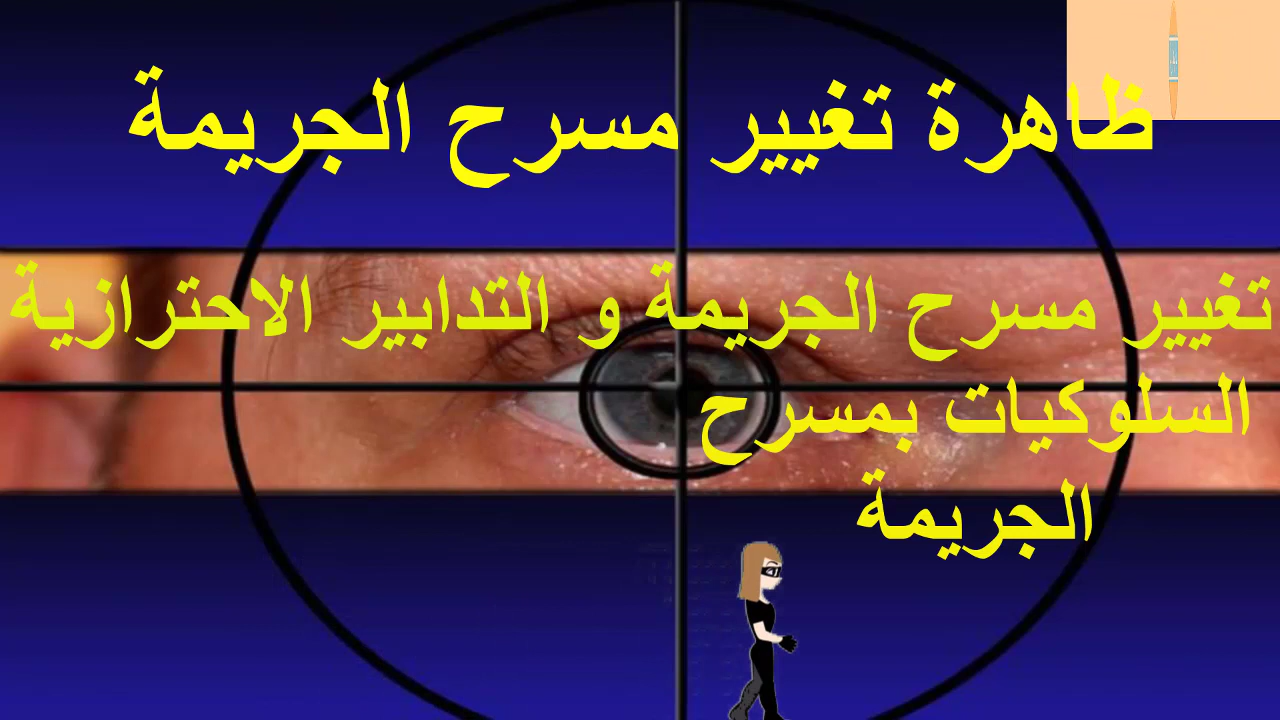 ظاهرة تغيير مسرح الجريمة
تغيير مسرح الجريمة و التدابير الاحترازية
السلوكيات بمسرح
الجريمة